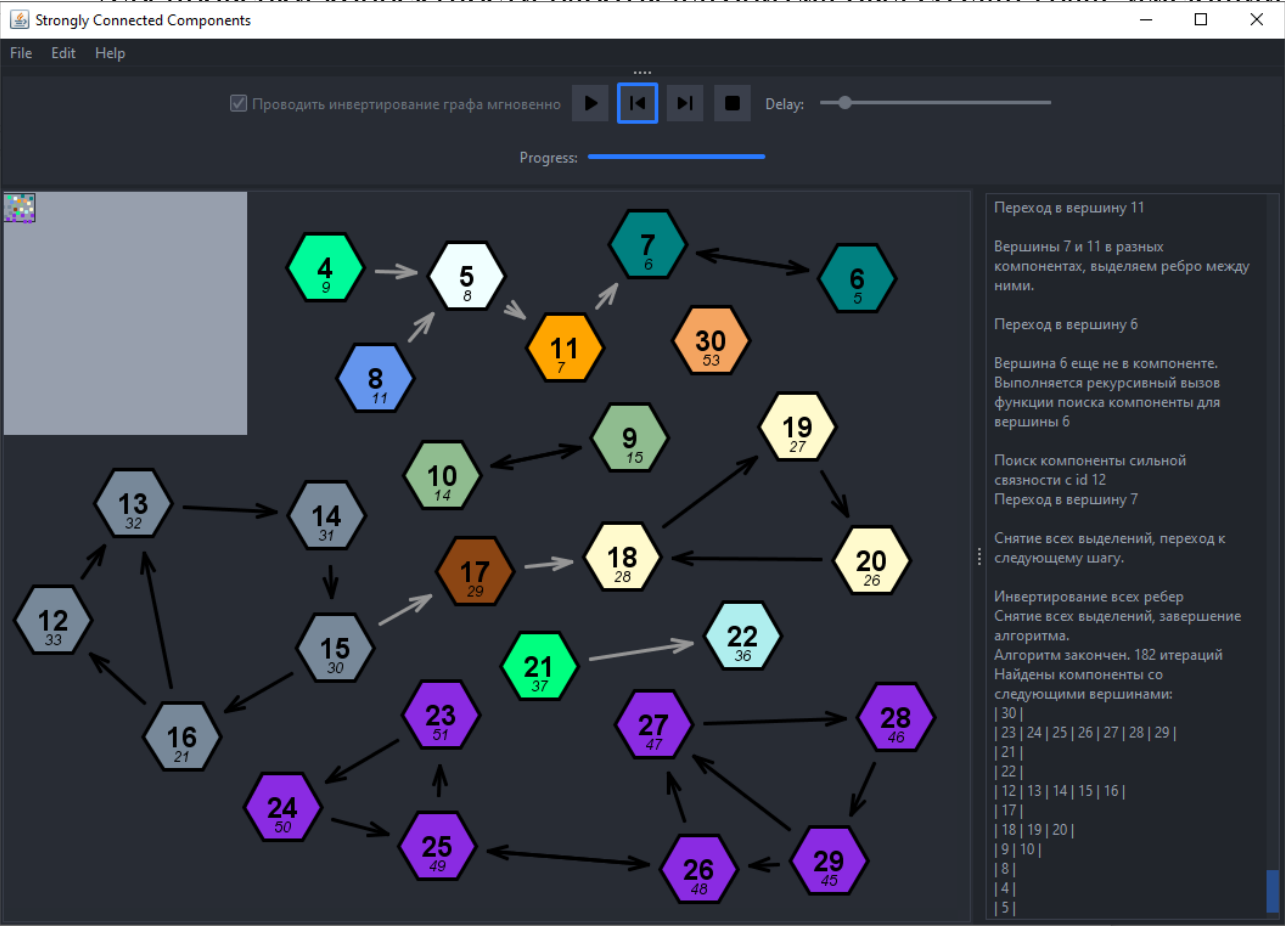 Strongly Connected Components
File Edit Help
Проводить инвертирование графа мгновенно
Delay:
Progress:
4
9
5
8
7
6
6
5
8
11
11
7
30
53
9
15
10
14
19
27
13
32
14
31
17
29
18
28
20
26
12
33
15
30
21
37
22
36
16
21
23
51
27
47
28
46
24
50
25
49
26
48
29
45
Переход в вершину 11
Вершины 7 и 11 в разных
компонентах, выделяем ребро между
ними.
Переход в вершину 6
Вершина 6 еще не в компоненте.
Выполняется рекурсивный вызов
функции поиска компоненты для
вершины 6
Поиск компоненты сильной
связности с id 12
Переход в вершину 7
Снятие всех выделений, переход к
следующему шагу.
Инвертирование всех ребер
Снятие всех выделений, завершение
алгоритма.
Алгоритм закончен. 182 итераций
Найдены компоненты со
следующими вершинами:
| 30 |
| 23 | 24 | 25 | 26 | 27 | 28 | 29 |
| 21 |
| 22 |
| 12 | 13 | 14 | 15 | 16 |
| 17 |
| 18 | 19 | 20 |
| 9 | 10 |
| 8 |
| 4 |
| 5 |